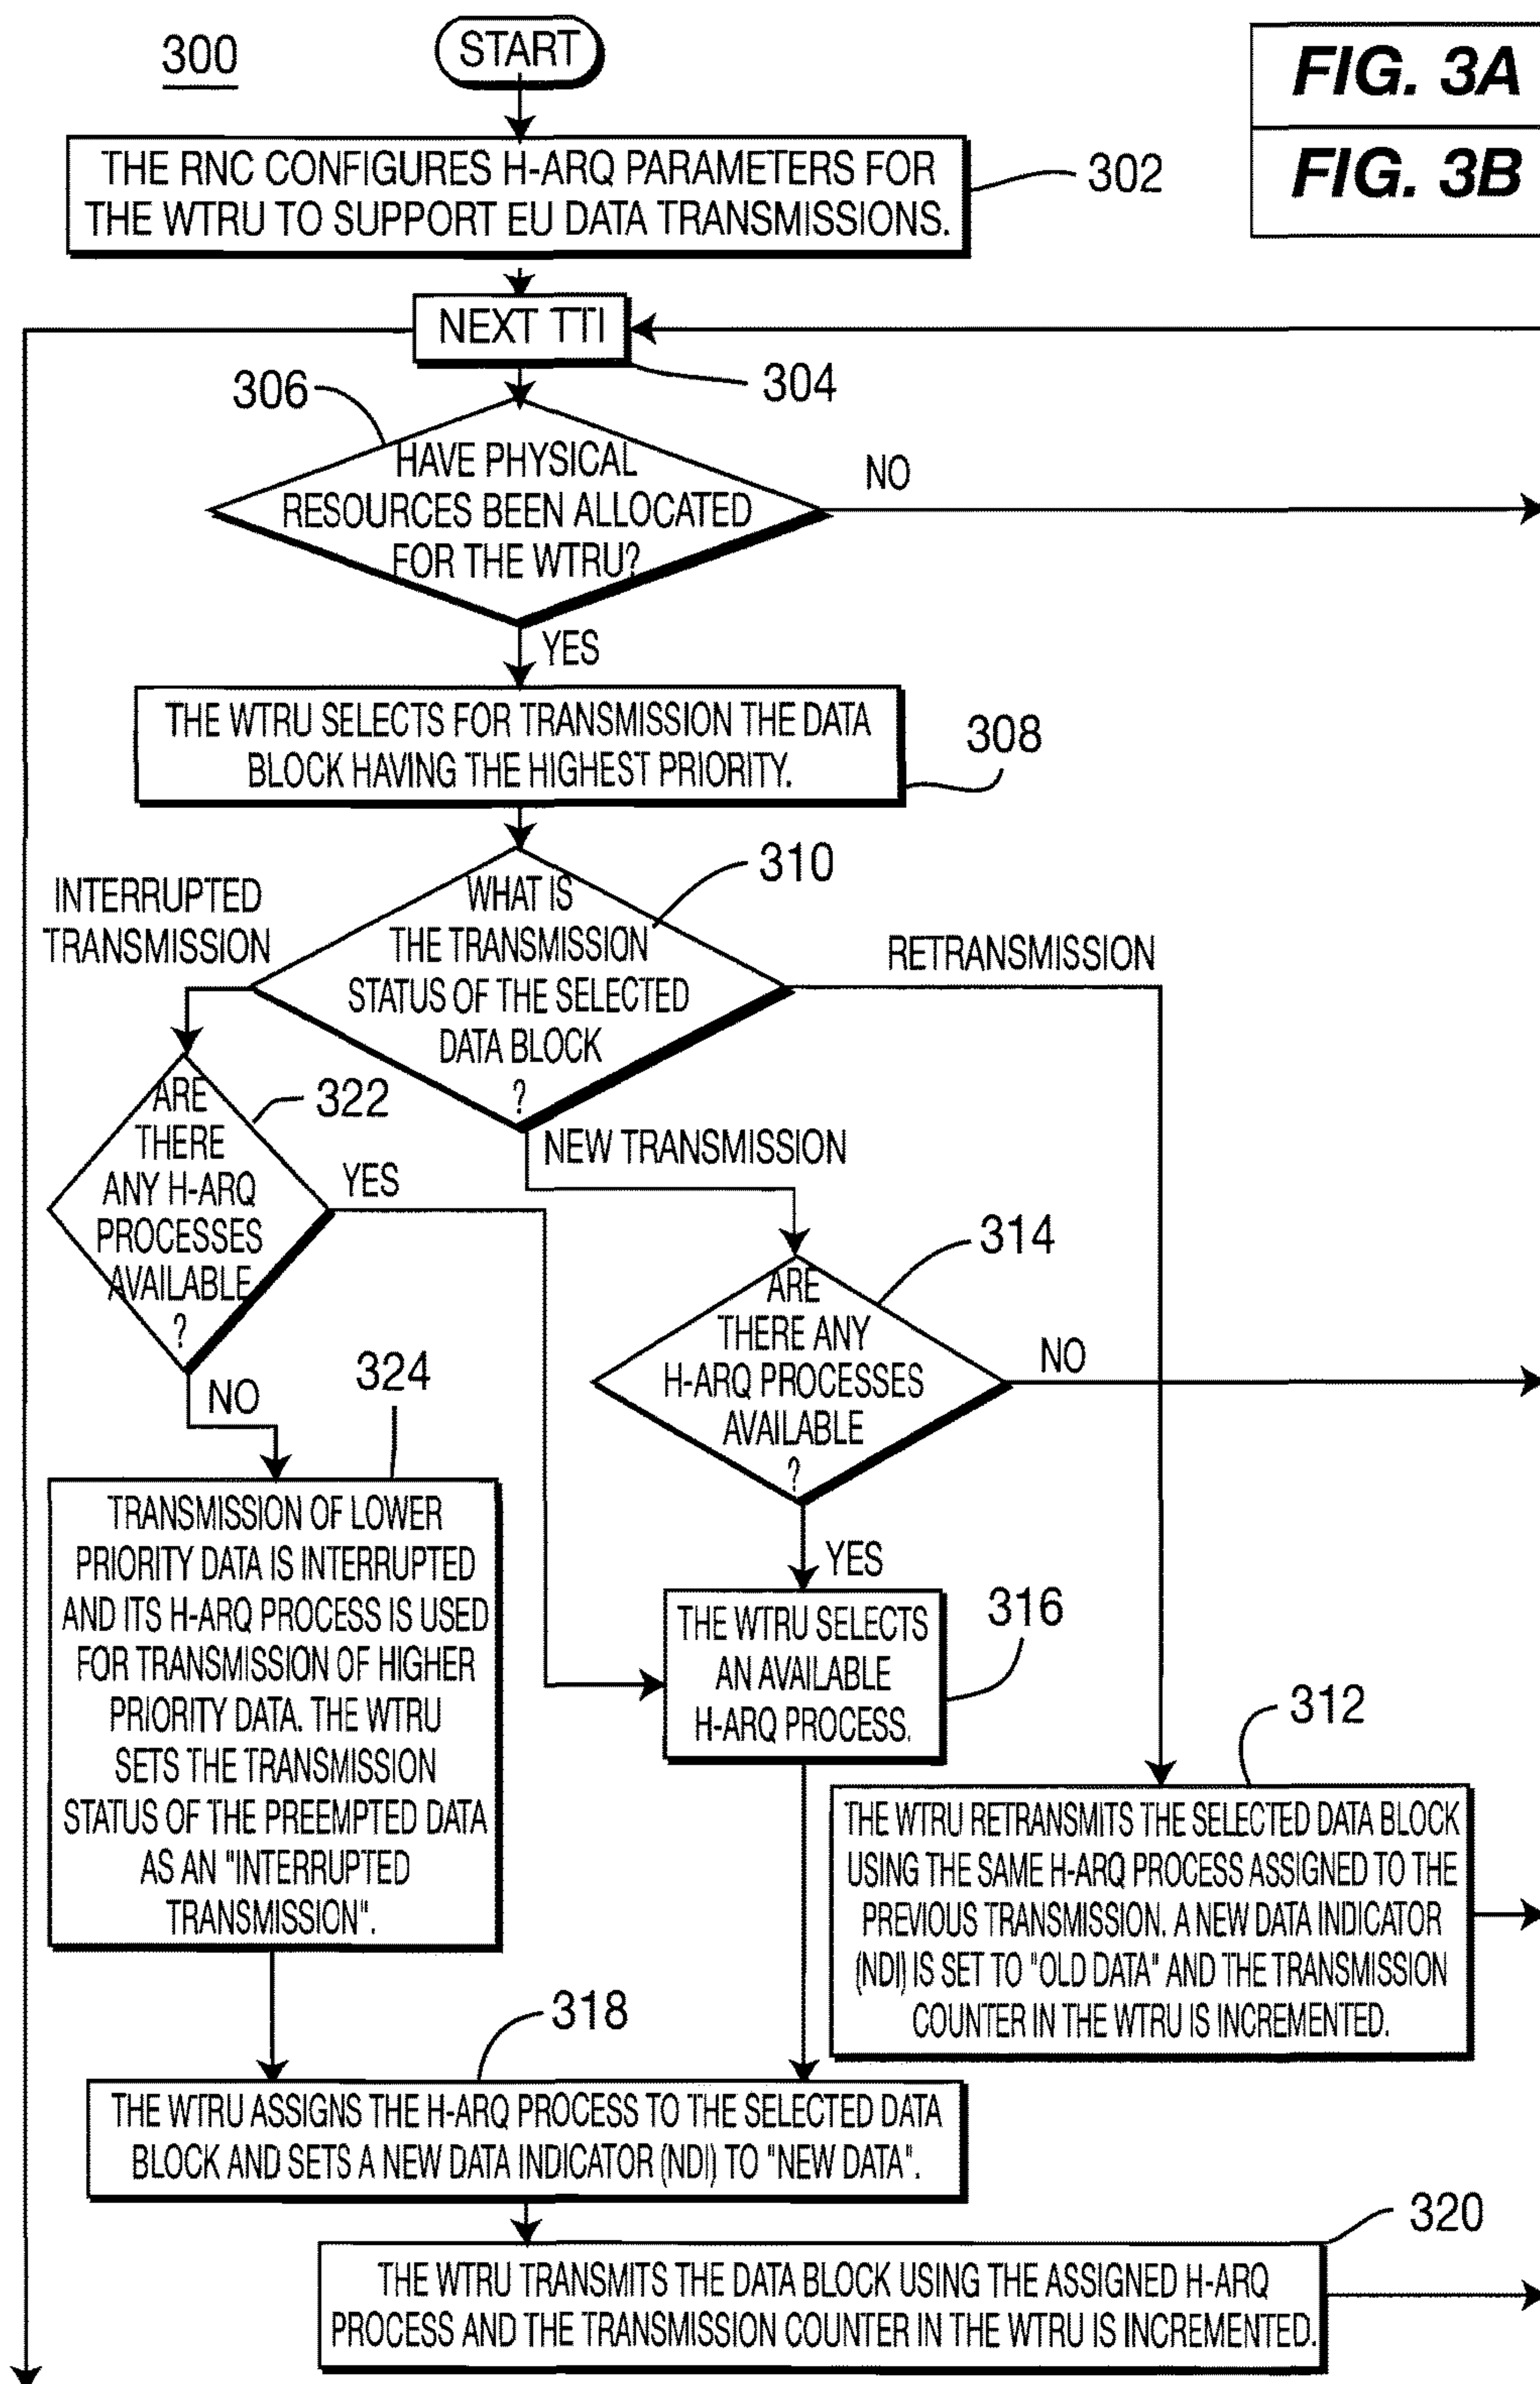 300
START
FIG. 3A
FIG. 3B
THE RNC CONFIGURES H-ARQ PARAMETERS FOR
THE WTRU TO SUPPORT EU DATA TRANSMISSIONS.
302
NEXT TTI
304
306
HAVE PHYSICAL
RESOURCES BEEN ALLOCATED
FOR THE WTRU?
NO
YES
THE WTRU SELECTS FOR TRANSMISSION THE DATA
BLOCK HAVING THE HIGHEST PRIORITY.
308
310
WHAT IS
THE TRANSMISSION
STATUS OF THE SELECTED
DATA BLOCK
?
INTERRUPTED
TRANSMISSION
RETRANSMISSION
NEW TRANSMISSION
322
ARE
THERE
ANY H-ARQ
PROCESSES
AVAILABLE
?
YES
NO
314
ARE
THERE ANY
H-ARQ PROCESSES
AVAILABLE
?
NO
YES
324
TRANSMISSION OF LOWER
PRIORITY DATA IS INTERRUPTED
AND ITS H-ARQ PROCESS IS USED
FOR TRANSMISSION OF HIGHER
PRIORITY DATA. THE WTRU
SETS THE TRANSMISSION
STATUS OF THE PREEMPTED DATA
AS AN "INTERRUPTED
TRANSMISSION".
THE WTRU SELECTS
AN AVAILABLE
H-ARQ PROCESS.
316
312
THE WTRU RETRANSMITS THE SELECTED DATA BLOCK
USING THE SAME H-ARQ PROCESS ASSIGNED TO THE
PREVIOUS TRANSMISSION. A NEW DATA INDICATOR
(NDI) IS SET TO "OLD DATA" AND THE TRANSMISSION
COUNTER IN THE WTRU IS INCREMENTED.
318
THE WTRU ASSIGNS THE H-ARQ PROCESS TO THE SELECTED DATA
BLOCK AND SETS A NEW DATA INDICATOR (NDI) TO "NEW DATA".
320
THE WTRU TRANSMITS THE DATA BLOCK USING THE ASSIGNED H-ARQ
PROCESS AND THE TRANSMISSION COUNTER IN THE WTRU IS INCREMENTED.